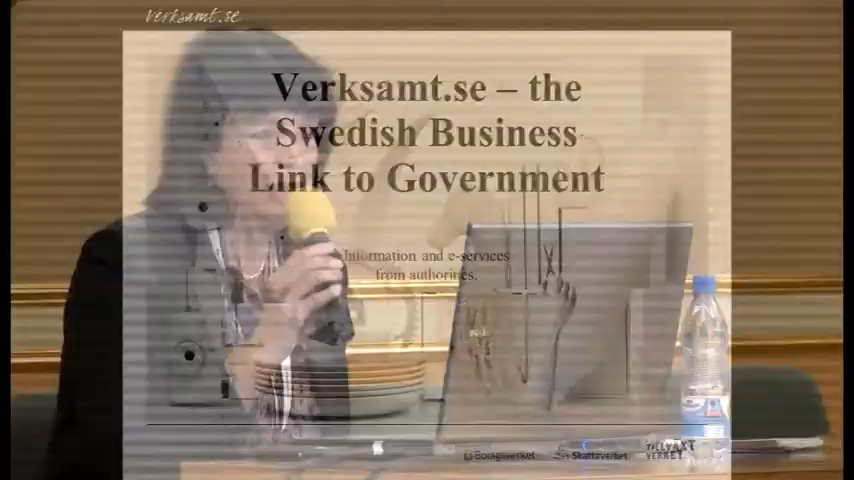 Verksamt.se
Verksamt.se – the
Swedish Business
Link to Government
Information and e-services
from authorities.
Bolagsverket Skatteverket TILLVÄXT
VERKET